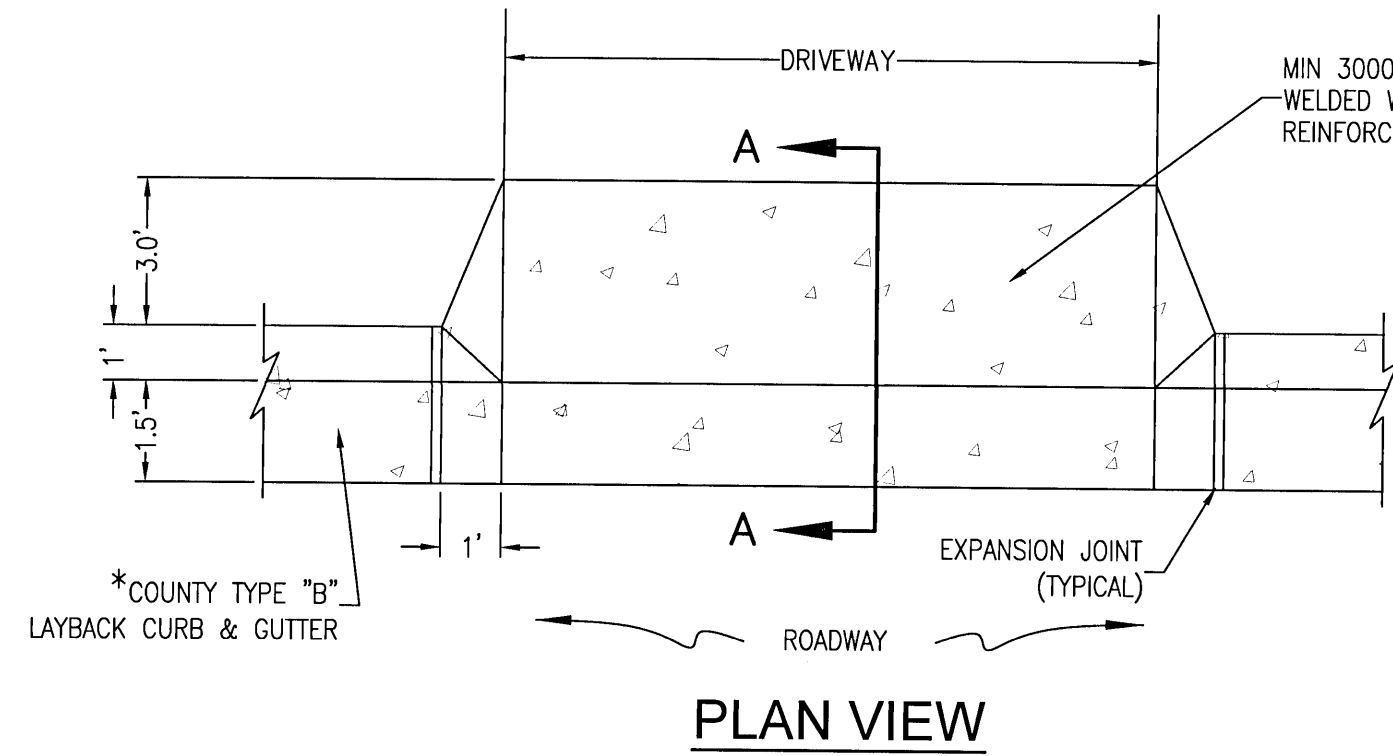 DRIVEWAY
MIN 3000
WELDED
REINFORC
A
3.0'
1'
1.5'
A
1'
EXPANSION JOINT
(TYPICAL)
*COUNTY TYPE "B"
LAYBACK CURB & GUTTER
ROADWAY
PLAN VIEW